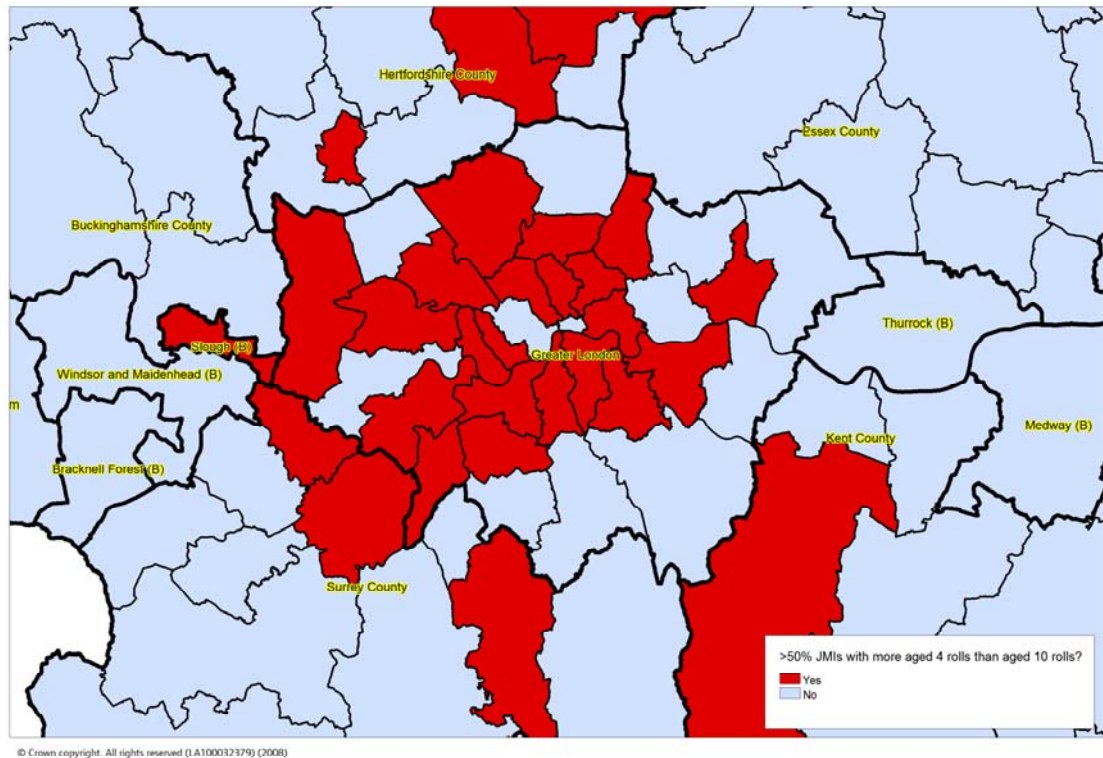 Hertfordshire County
Essex County
Buckinghamshire County
Thurrock (B)
Slough (B)
Greater London
Windsor and Maidenhead (B)
m
Medway (B)
Kent County
Bracknell Forest (B)
Surrey County
>50% JMIs with more aged 4 rolls than aged 10 rolls?
Yes
No
© Crown copyright. All rights reserved (LA100032379) (2008)